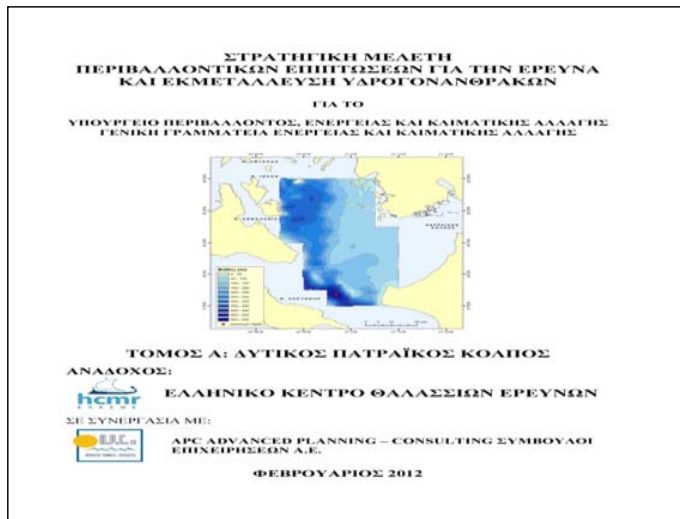 ΣΤΡΑΤΗΓΙΚΗ ΜΕΛΕΤΗ
ΠΕΡΙΒΑΛΛΟΝΤΙΚΩΝ ΕΠΙΠΤΩΣΕΩΝ ΓΙΑ ΤΗΝ ΕΡΕΥΝΑ
ΚΑΙ ΕΚΜΕΤΑΛΛΕΥΣΗ ΥΔΡΟΓΟΝΑΝΘΡΑΚΩΝ
ΓΙΑ ΤΟ
ΥΠΟΥΡΓΕΙΟ ΠΕΡΙΒΑΛΛΟΝΤΟΣ, ΕΝΕΡΓΕΙΑΣ ΚΑΙ ΚΛΙΜΑΤΙΚΗΣ ΑΛΛΑΓΗΣ
ΓΕΝΙΚΗ ΓΡΑΜΜΑΤΕΙΑ ΕΝΕΡΓΕΙΑΣ ΚΑΙ ΚΛΙΜΑΤΙΚΗΣ ΑΛΛΑΓΗΣ
ΤΟΜΟΣ Α: ΔΥΤΙΚΟΣ ΠΑΤΡΑΪΚΟΣ ΚΟΛΠΟΣ
ΑΝΑΔΟΧΟΣ:
hcmr
ΕΛΛΗΝΙΚΟ ΚΕΝΤΡΟ ΘΑΛΑΣΣΙΩΝ ΕΡΕΥΝΩΝ
ΣΕ ΣΥΝΕΡΓΑΣΙΑ ΜΕ:
APC ADVANCED PLANNING – CONSULTING ΣΥΜΒΟΥΛΟΙ
ΕΠΙΧΕΙΡΗΣΕΩΝ Α.Ε.
ΦΕΒΡΟΥΑΡΙΟΣ 2012